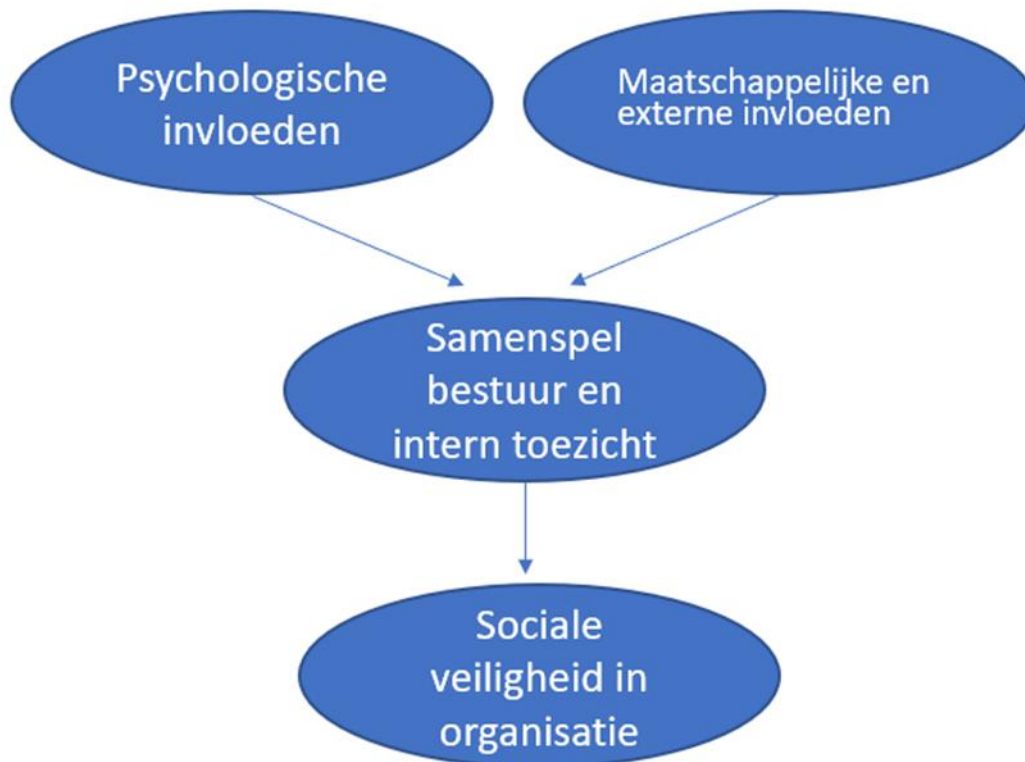 Psychologische
invloeden
Maatschappelijke en
externe invloeden
Samenspel
bestuur en
intern toezicht
Sociale
veiligheid in
organisatie